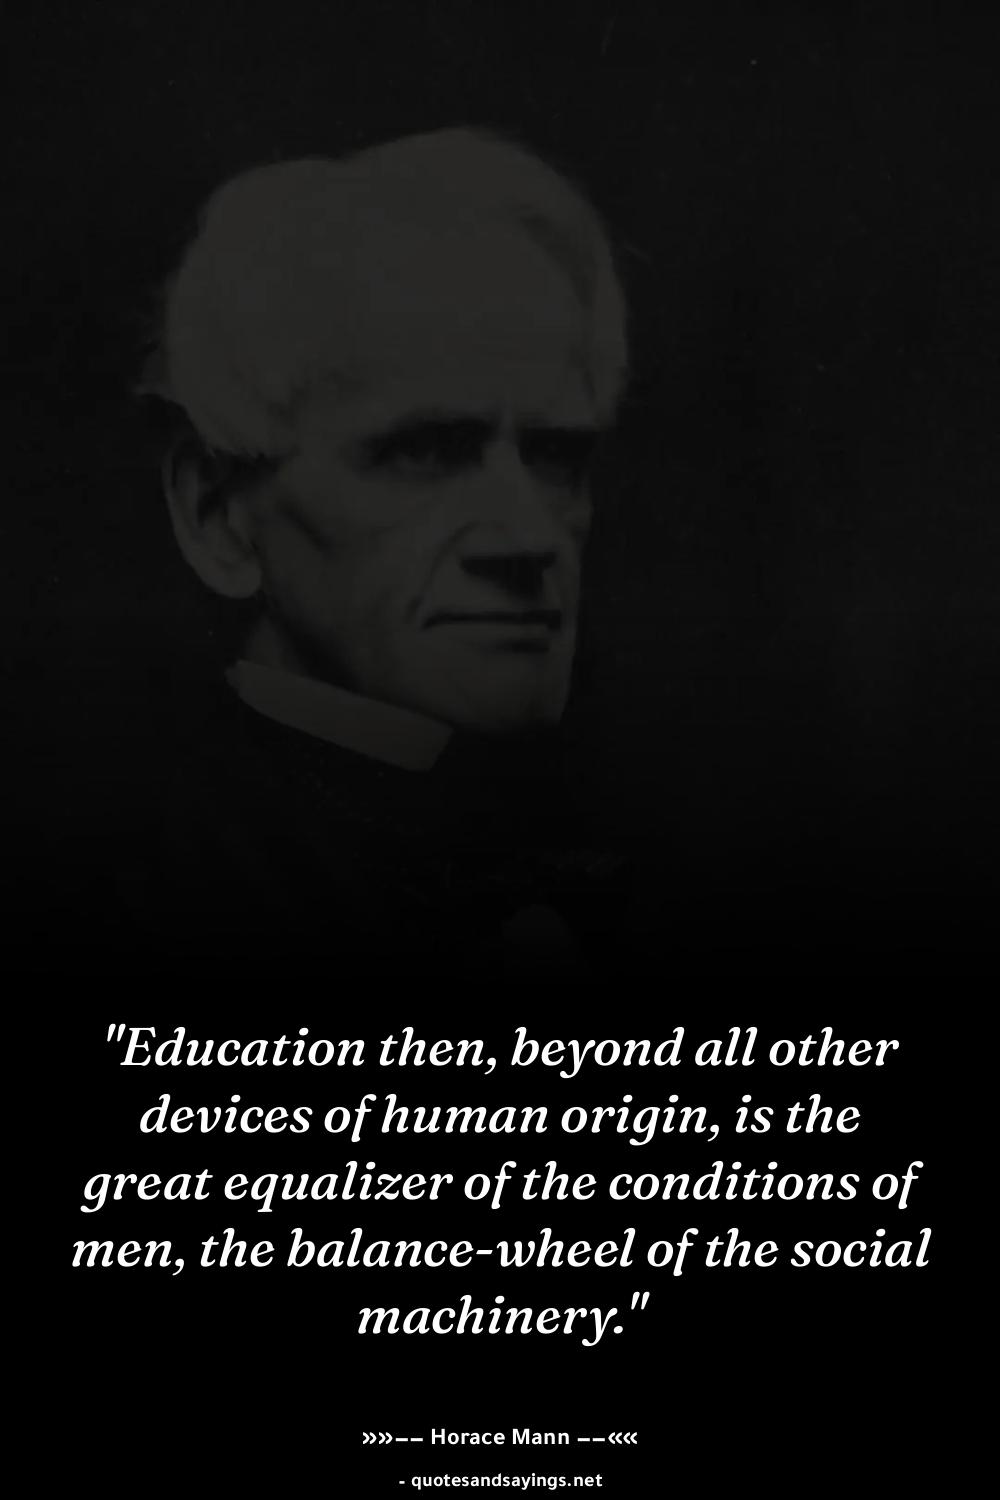 "Education then, beyond all other
devices of human origin, is the
great equalizer of the conditions of
men, the balance-wheel of the social
machinery."
»»–– Horace Mann ––««
- quotesandsayings.net